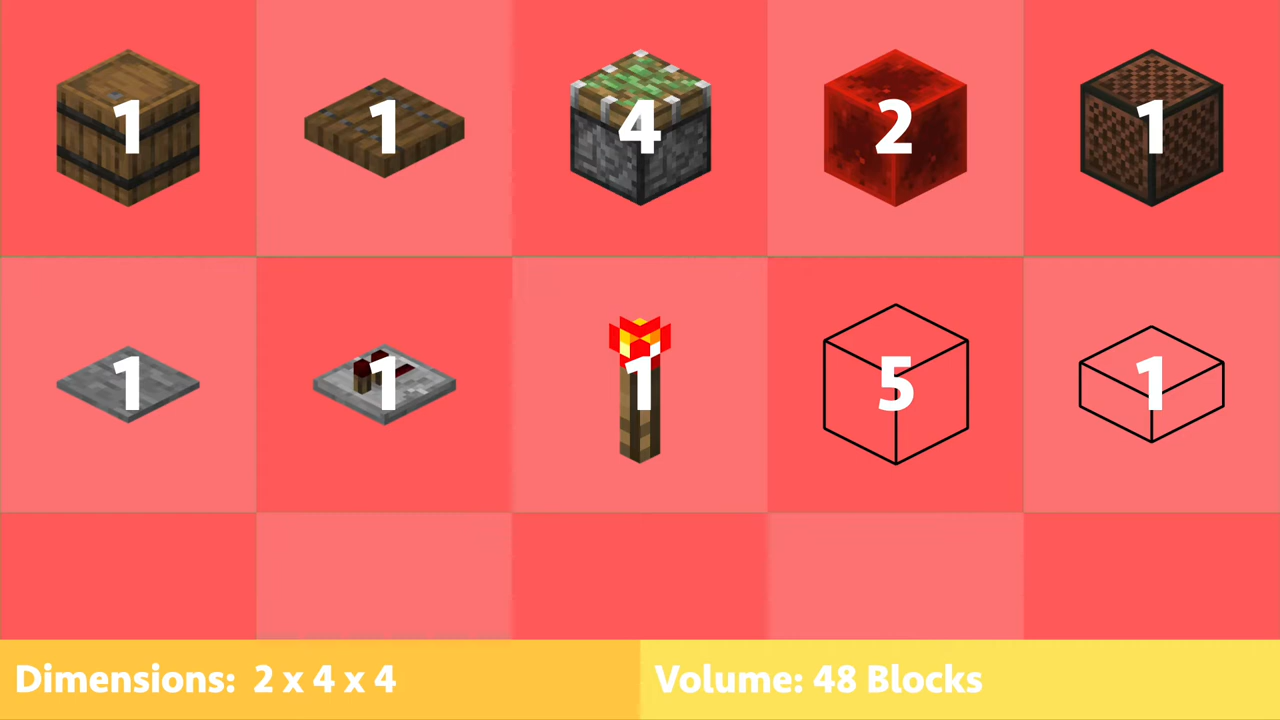 1 1 4 2 1
1 1 1 5 1
Dimensions: 2 x 4 x 4
Volume: 48 Blocks